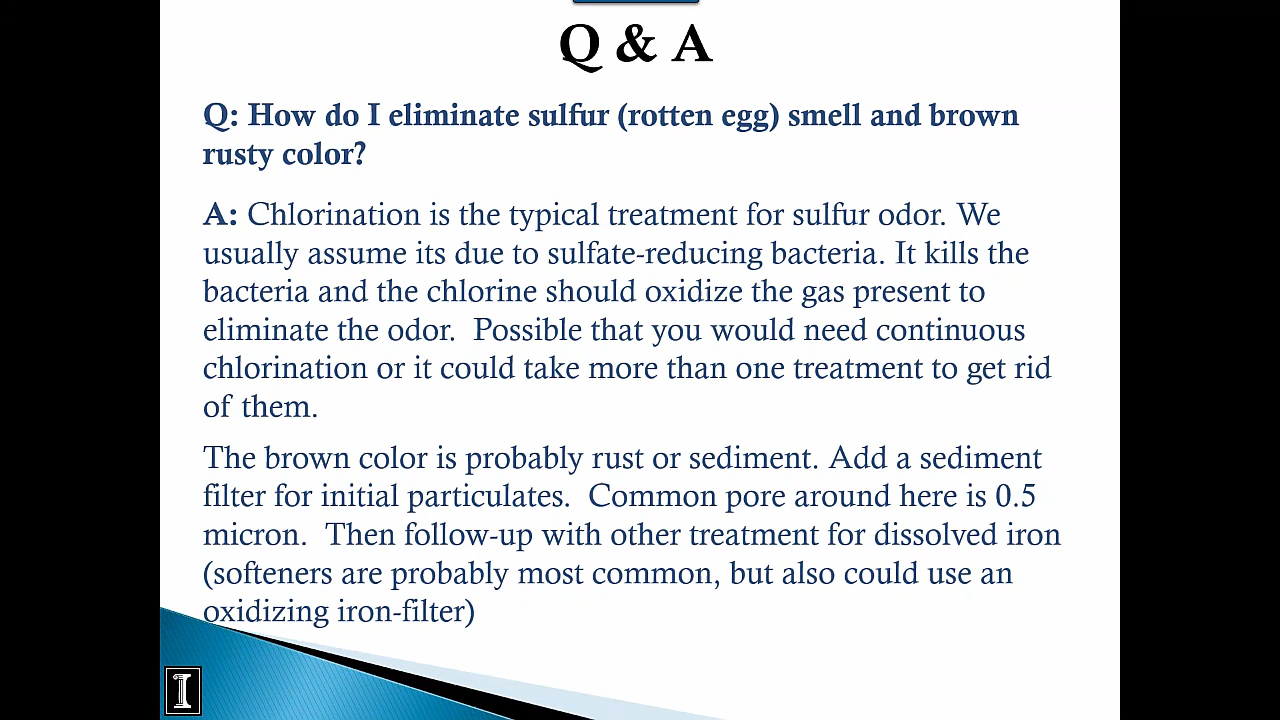 Q & A
Q: How do I eliminate sulfur (rotten egg) smell and brown
rusty color?
A: Chlorination is the typical treatment for sulfur odor. We
usually assume its due to sulfate-reducing bacteria. It kills the
bacteria and the chlorine should oxidize the gas present to
eliminate the odor.  Possible that you would need continuous
chlorination or it could take more than one treatment to get rid
of them.
The brown color is probably rust or sediment. Add a sediment
filter for initial particulates.  Common pore around here is 0.5
micron.  Then follow-up with other treatment for dissolved iron
(softeners are probably most common, but also could use an
oxidizing iron-filter)
I